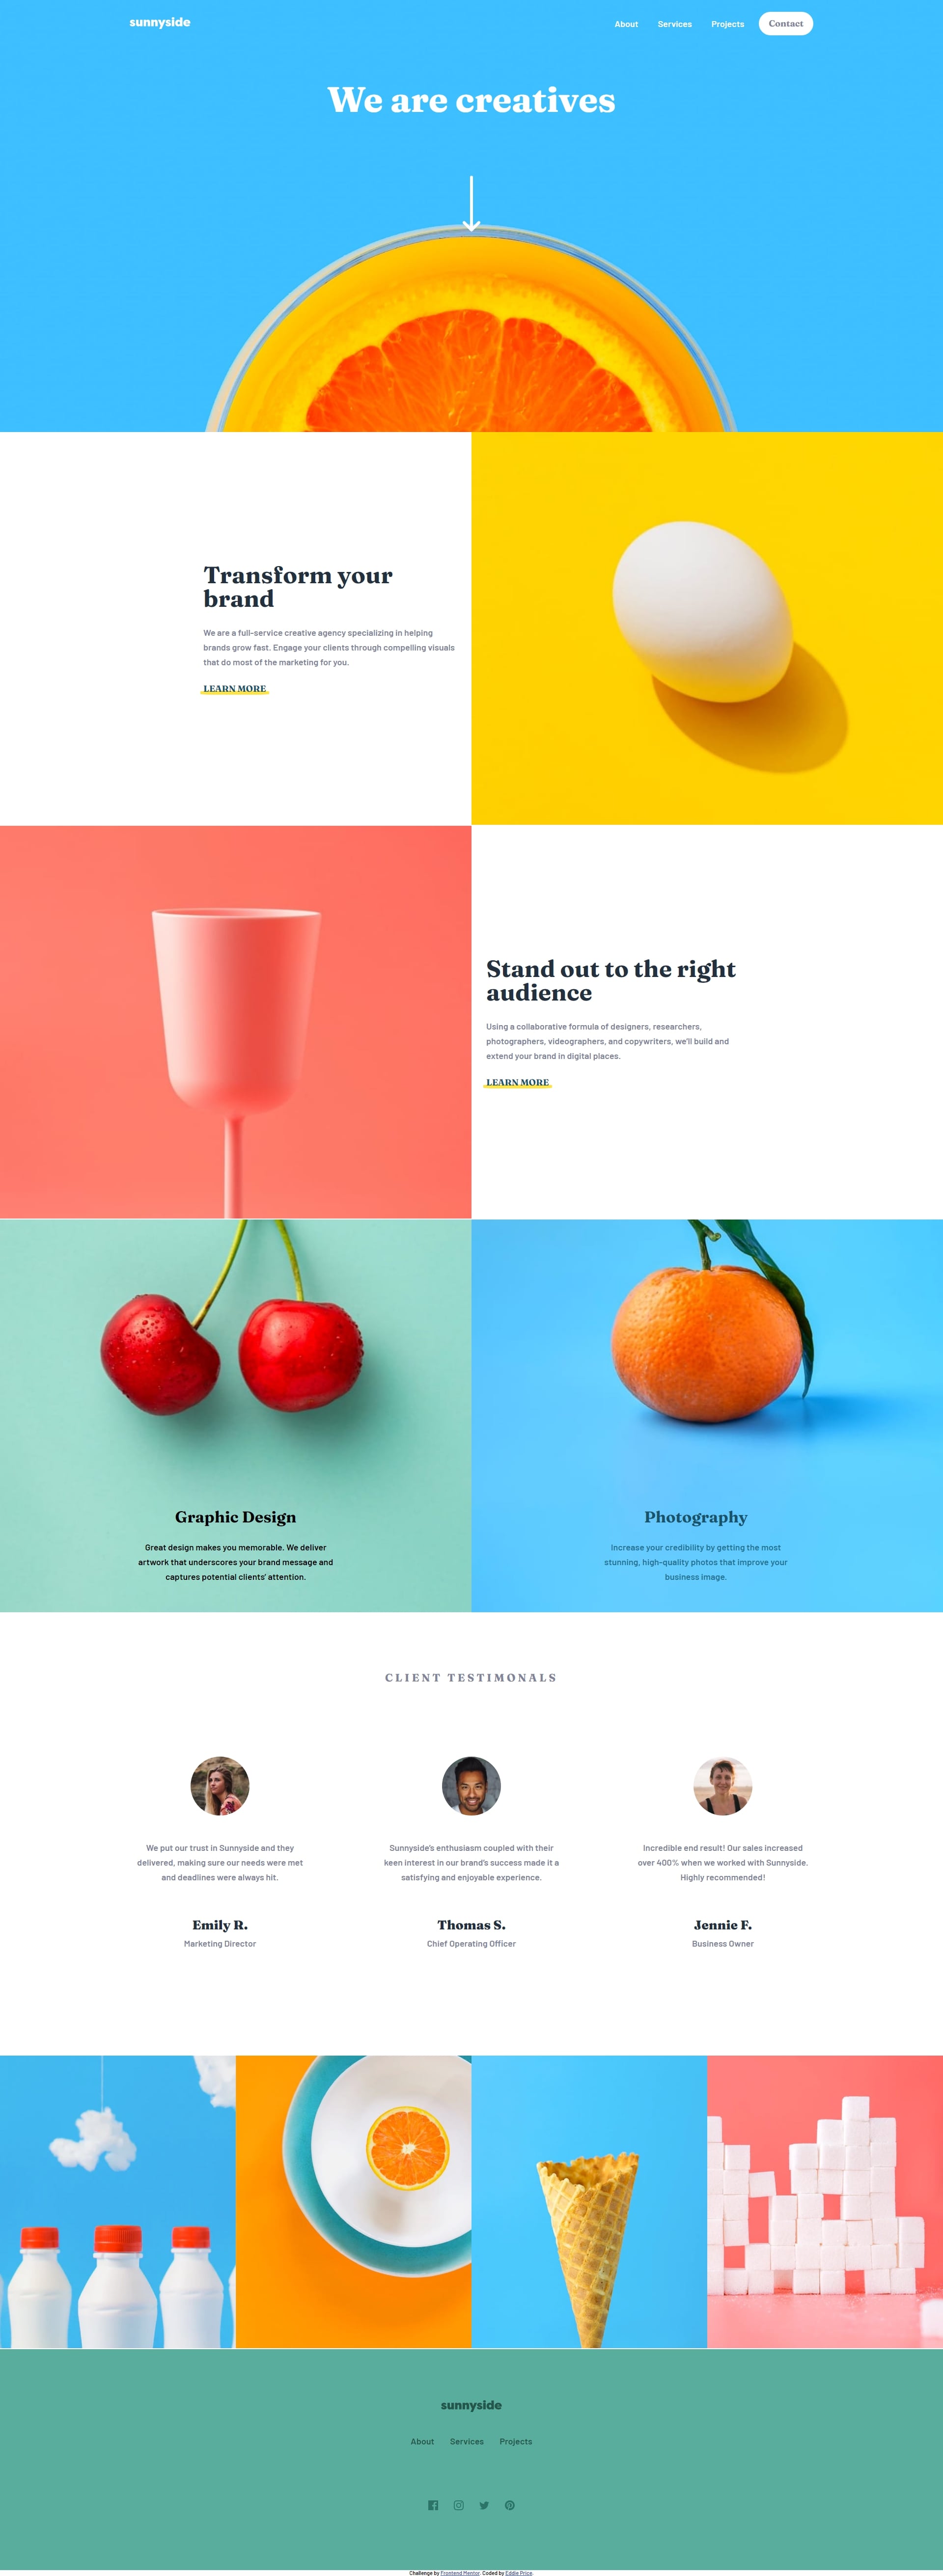 sunnyside
About Services Projects Contact
We are creatives
Transform your
brand
We are a full-service creative agency specializing in helping
brands grow fast. Engage your clients through compelling visuals
that do most of the marketing for you.
LEARN MORE
Stand out to the right
audience
Using a collaborative formula of designers, researchers,
photographers, videographers, and copywriters, we'll build and
extend your brand in digital places.
LEARN MORE
Graphic Design
Great design makes you memorable. We deliver
artwork that underscores your brand message and
captures potential clients' attention.
Photography
Increase your credibility by getting the most
stunning, high-quality photos that improve your
business image.
CLIENT TESTIMONALS
We put our trust in Sunnyside and they
delivered, making sure our needs were met
and deadlines were always hit.
Emily R.
Marketing Director
Sunnyside's enthusiasm coupled with their
keen interest in our brand's success made it a
satisfying and enjoyable experience.
Thomas S.
Chief Operating Officer
Incredible end result! Our sales increased
over 400% when we worked with Sunnyside.
Highly recommended!
Jennie F.
Business Owner
sunnyside
About Services Projects
Challenge by Frontend Mentor. Coded by Eddie Price.